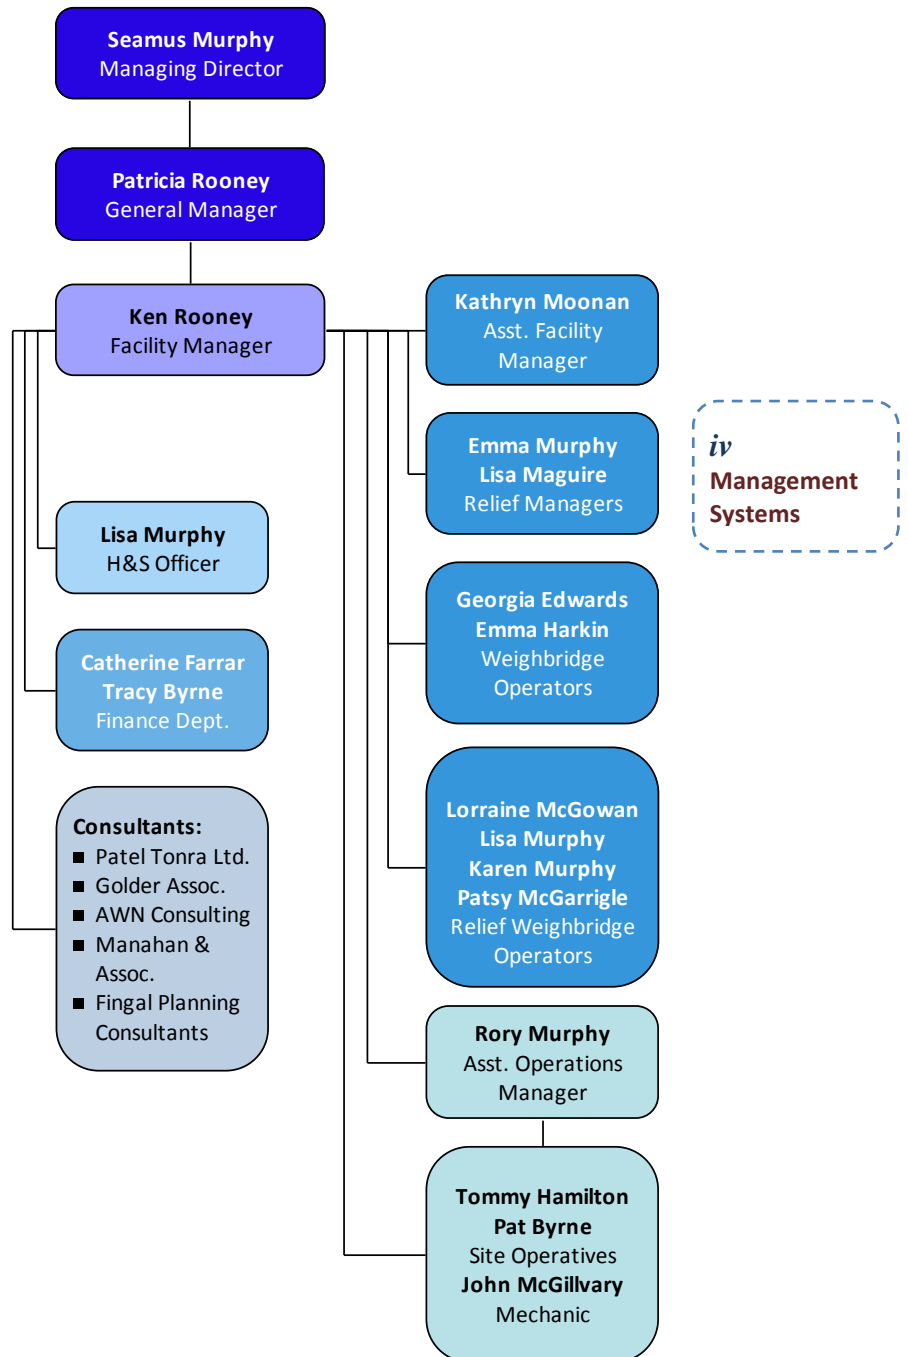 Seamus Murphy
Managing Director
Patricia Rooney
General Manager
Ken Rooney
Facility Manager
Kathryn Moonan
Asst. Facility
Manager
Emma Murphy
Lisa Maguire
Relief Managers
iv
Management
Systems
Lisa Murphy
H&S Officer
Georgia Edwards
Emma Harkin
Weighbridge
Operators
Catherine Farrar
Tracy Byrne
Finance Dept.
Lorraine McGowan
Lisa Murphy
Karen Murphy
Patsy McGarrigle
Relief Weighbridge
Operators
Consultants:
■ Patel Tonra Ltd.
■ Golder Assoc.
■ AWN Consulting
■ Manahan &
Assoc.
■ Fingal Planning
Consultants
Rory Murphy
Asst. Operations
Manager
Tommy Hamilton
Pat Byrne
Site Operatives
John McGillvary
Mechanic